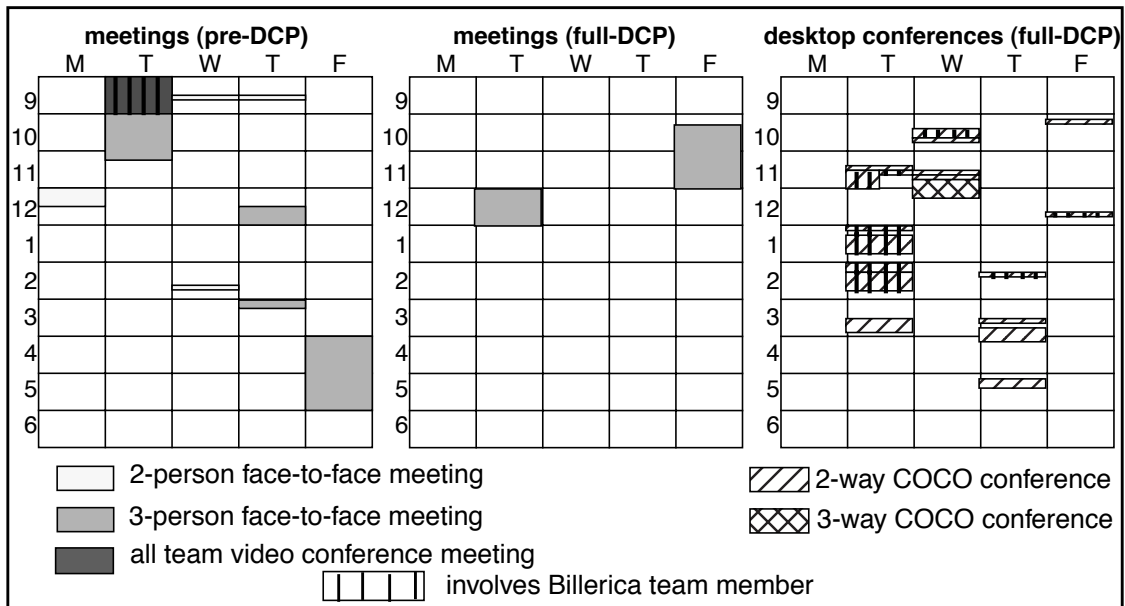 meetings (pre-DCP) meetings (full-DCP) desktop conferences (full-DCP)
M T W T F M T W T F M T W T F
9 9 9
10 10 10
11 11 11
12 12 12
1 1 1
2 2 2
3 3 3
4 4 4
5 5 5
6 6 6
2-person face-to-face meeting 2-way COCO conference
3-person face-to-face meeting 3-way COCO conference
all team video conference meeting
involves Billerica team member